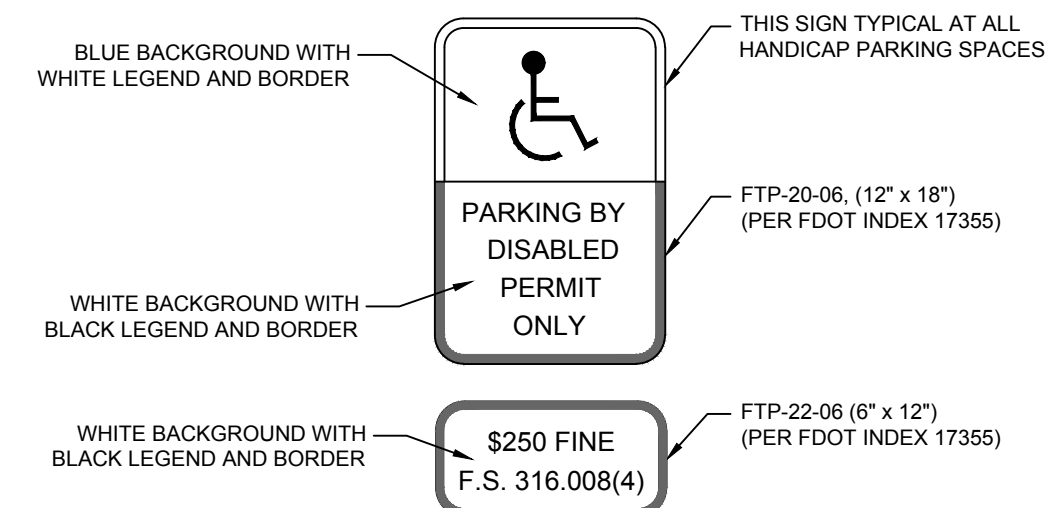 THIS SIGN TYPICAL AT ALL
HANDICAP PARKING SPACES
BLUE BACKGROUND WITH
WHITE LEGEND AND BORDER
FTP-20-06, (12" x 18")
(PER FDOT INDEX 17355)
PARKING BY
DISABLED
PERMIT
ONLY
WHITE BACKGROUND WITH
BLACK LEGEND AND BORDER
FTP-22-06 (6" x 12")
(PER FDOT INDEX 17355)
WHITE BACKGROUND WITH
BLACK LEGEND AND BORDER
$250 FINE
F.S. 316.008(4)